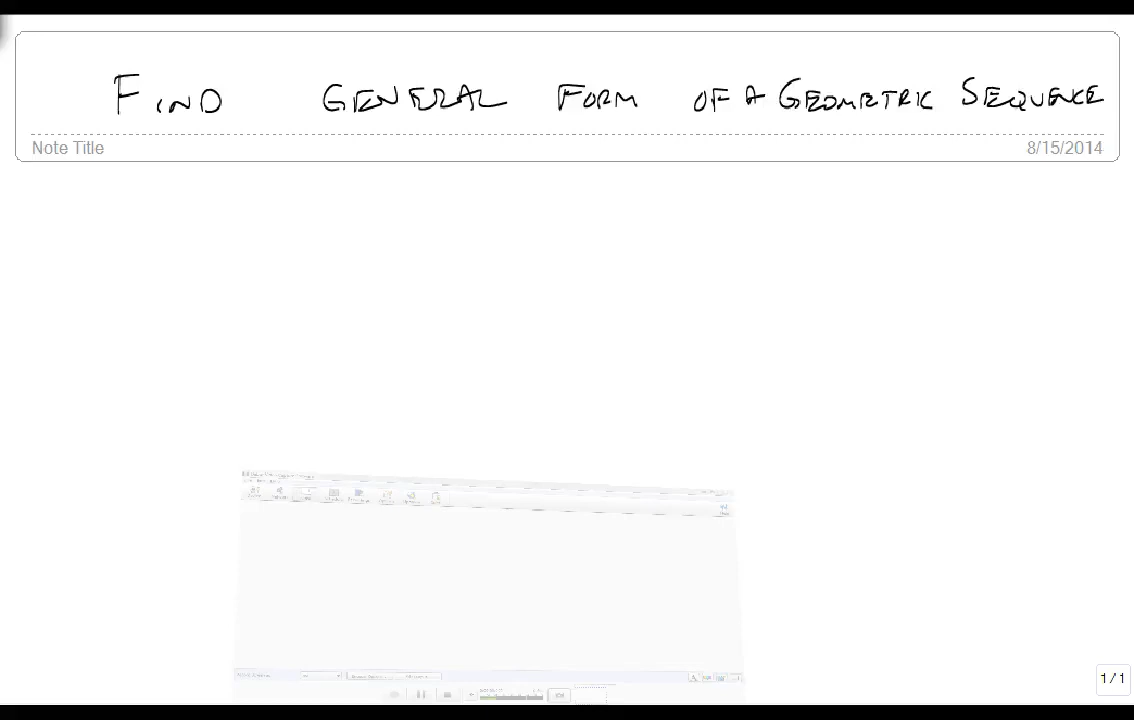 FIND GENERAL FORM OF A GEOMETRIC SEQUENCE
Note Title 8/15/2014
1/1